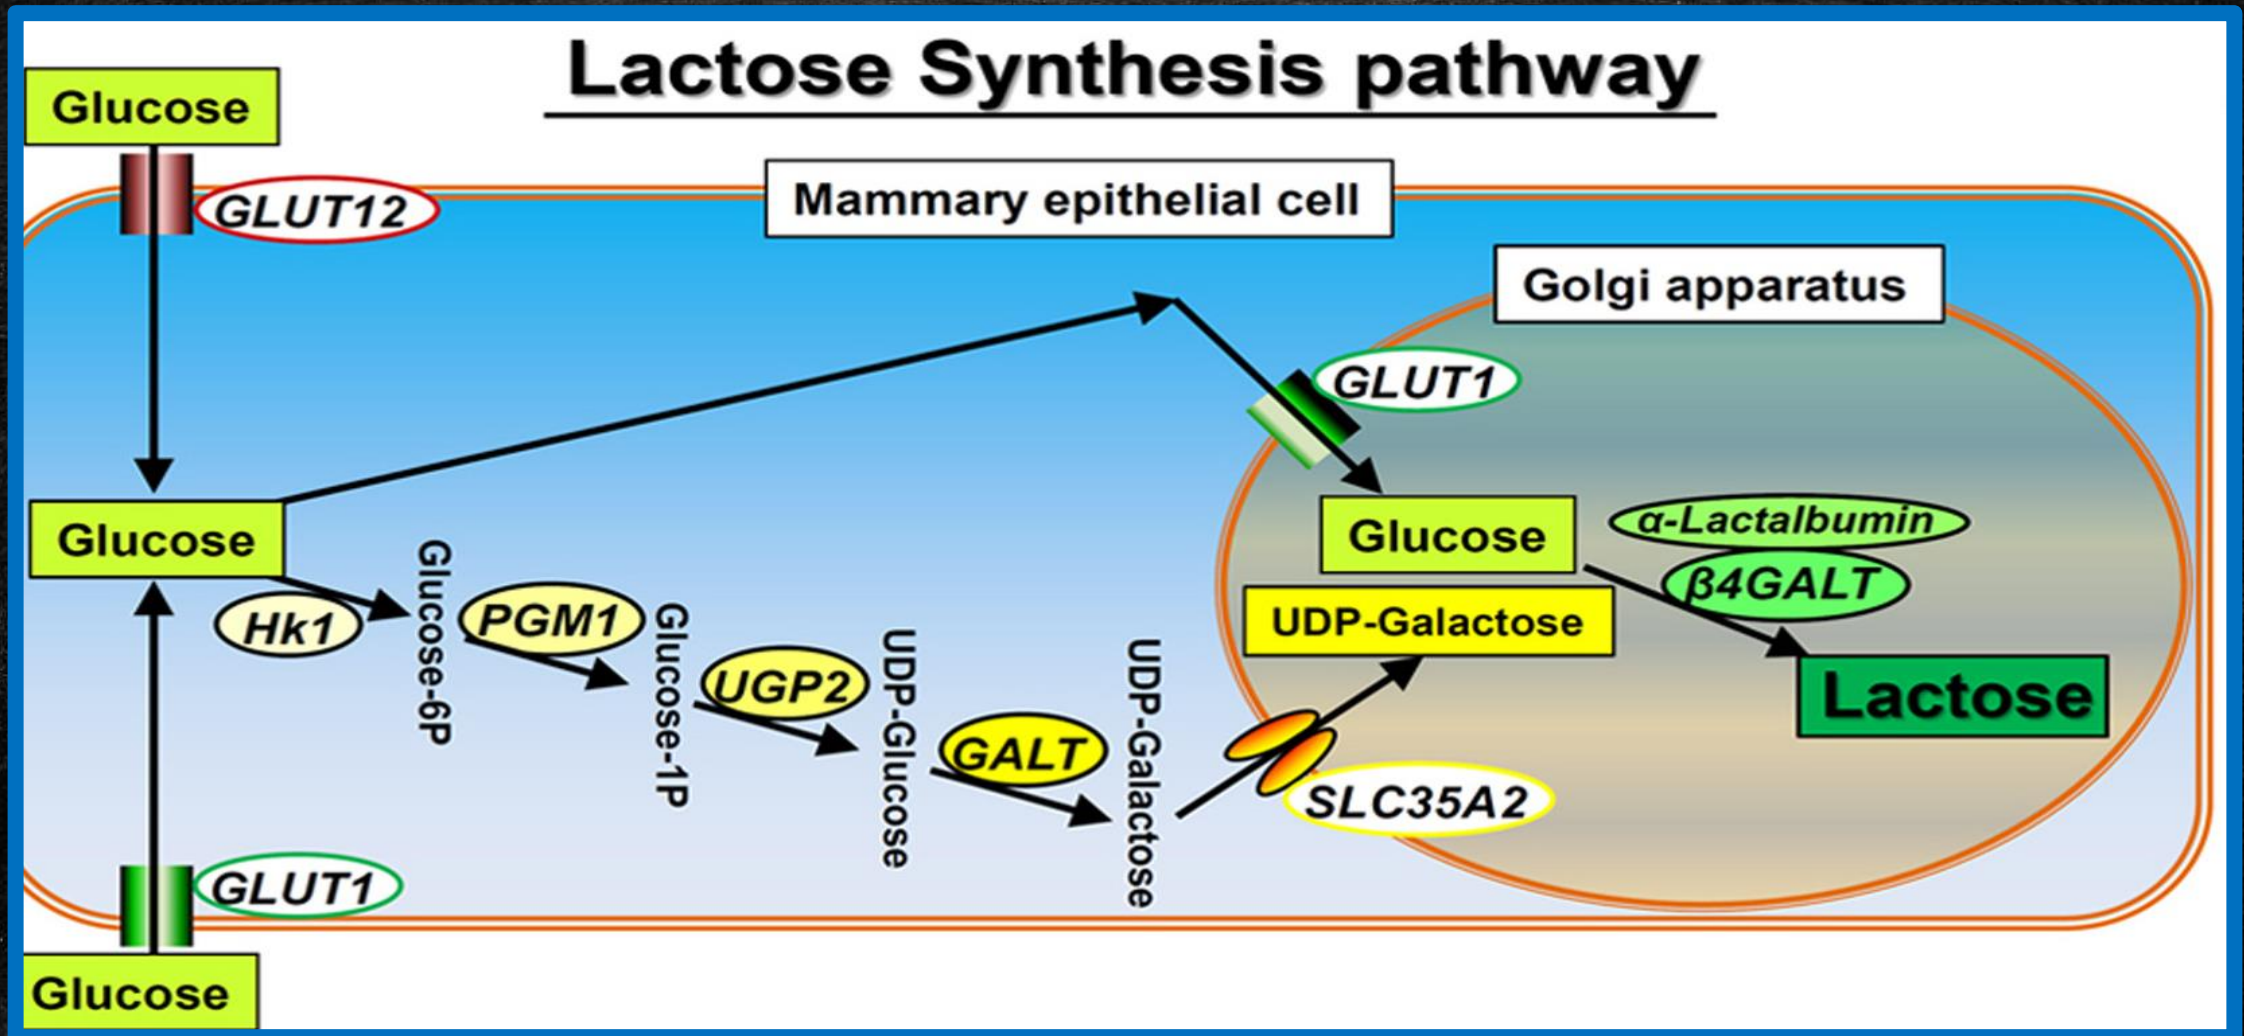 Lactose Synthesis pathway
Glucose
GLUT12
Mammary epithelial cell
Golgi apparatus
GLUT1
Glucose
Hk1
Glucose-6P
PGM1
Glucose-1P
UGP2
UDP-Glucose
GALT
UDP-Galactose
SLC35A2
Glucose
UDP-Galactose
α-Lactalbumin
β4GALT
Lactose
GLUT1
Glucose